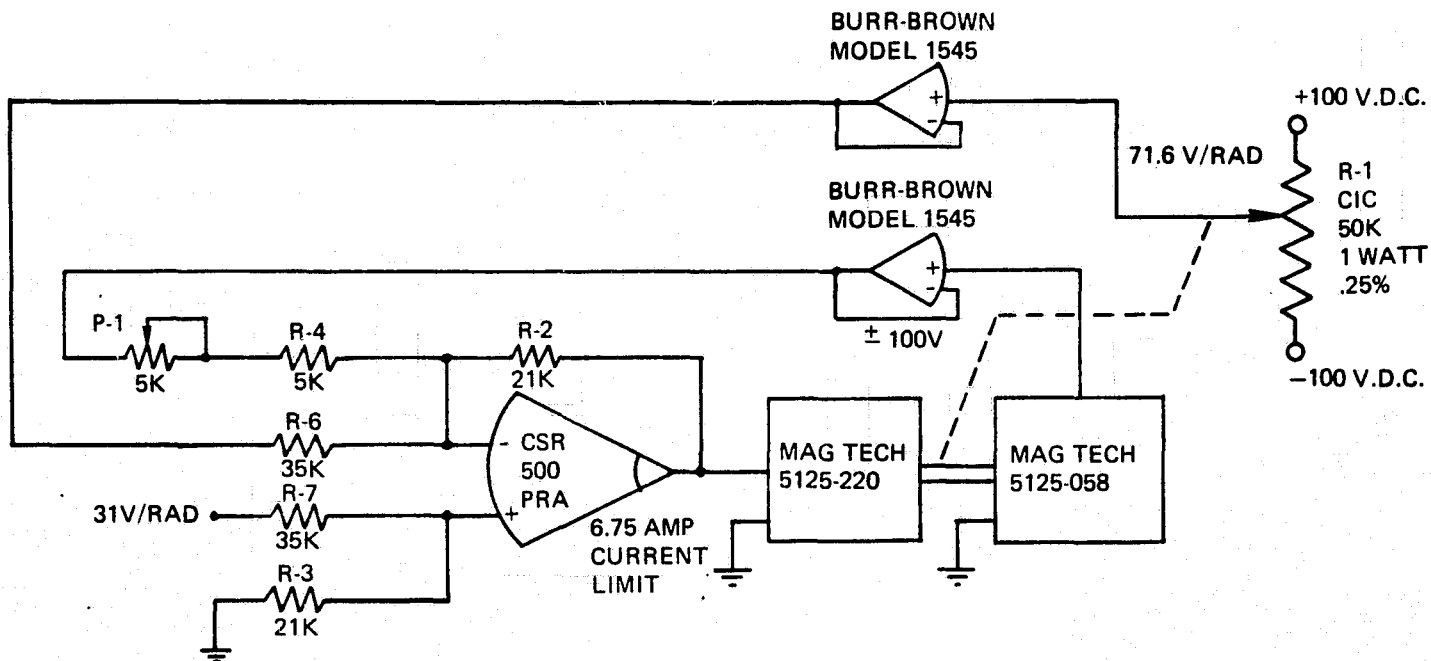 BURR-BROWN
MODEL 1545
+
-
+100 V.D.C.
71.6 V/RAD
R-1
CIC
50K
1 WATT
.25%
-100 V.D.C.
BURR-BROWN
MODEL 1545
+
-
± 100V
P-1
5K
R-4
5K
R-2
21K
R-6
35K
-
CSR
500
PRA
+
6.75 AMP
CURRENT
LIMIT
31V/RAD
R-7
35K
R-3
21K
MAG TECH
5125-220
MAG TECH
5125-058